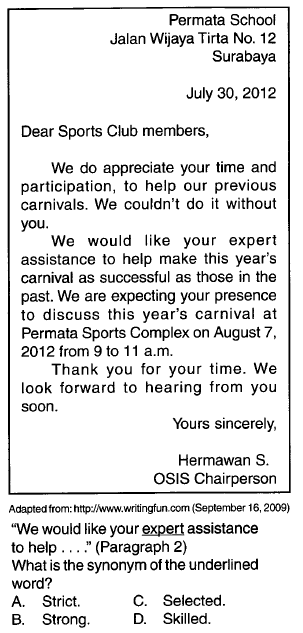 Permata School
Jalan Wijaya Tirta No. 12
Surabaya
July 30, 2012
Dear Sports Club members,
We do appreciate your time and
participation, to help our previous
carnivals. We couldn't do it without
you.
We would like your expert
assistance to help make this year's
carnival as successful as those in the
past. We are expecting your presence
to discuss this year's carnival at
Permata Sports Complex on August 7,
2012 from 9 to 11 a.m.
Thank you for your time. We
look forward to hearing from you
soon.
Yours sincerely,
Hermawan S.
OSIS Chairperson
Adapted from: http://www.writingfun.com (September 16, 2009)
“We would like your expert assistance
to help . . . .” (Paragraph 2)
What is the synonym of the underlined
word?
A. Strict. C. Selected.
B. Strong. D. Skilled.